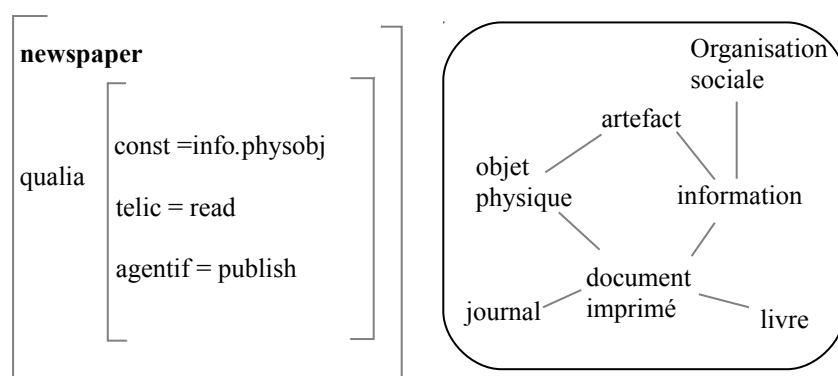 newspaper
qualia
const =info.physobj
telic = read
agentif = publish
Organisation
sociale
artefact
objet
physique
information
document
imprimé
journal
livre